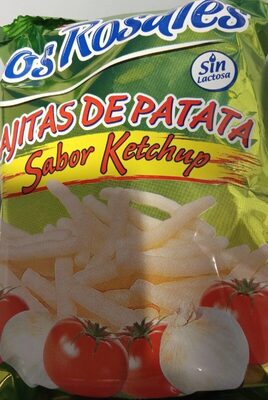 os Rosales
Sin
Lactosa
AJITAS DE PATATA
Sabor Ketchup